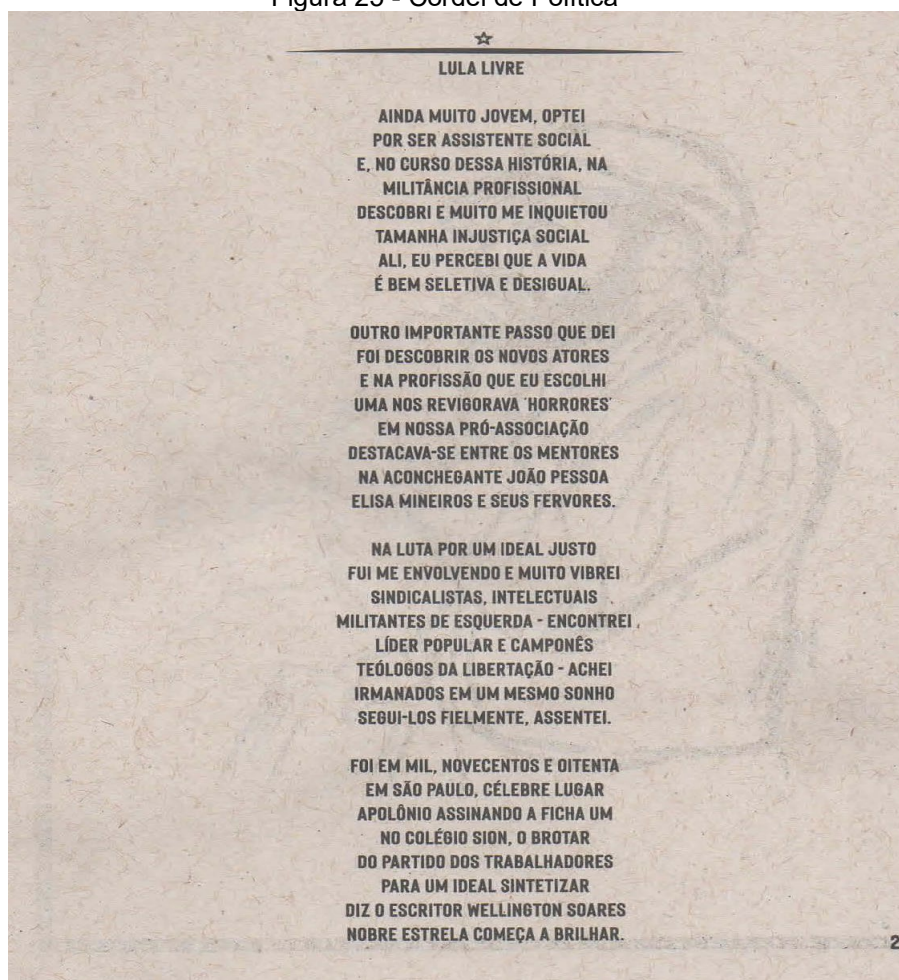 Figura 25 - Cordel de Política
LULA LIVRE
AINDA MUITO JOVEM, OPTEI
POR SER ASSISTENTE SOCIAL
E, NO CURSO DESSA HISTÓRIA, NA
MILITÂNCIA PROFISSIONAL
DESCOBRI E MUITO ME INQUIETOU
TAMANHA INJUSTIÇA SOCIAL
ALI, EU PERCEBI QUE A VIDA
É BEM SELETIVA E DESIGUAL.
OUTRO IMPORTANTE PASSO QUE DEI
FOI DESCOBRIR OS NOVOS ATORES
E NA PROFISSÃO QUE EU ESCOLHI
UMA NOS REVIGORAVA 'HORRORES'
EM NOSSA PRÓ-ASSOCIAÇÃO
DESTACAVA-SE ENTRE OS MENTORES
NA ACONCHEGANTE JOÃO PESSOA
ELISA MINEIROS E SEUS FERVORES.
NA LUTA POR UM IDEAL JUSTO
FUI ME ENVOLVENDO E MUITO VIBREI
SINDICALISTAS, INTELECTUAIS
MILITANTES DE ESQUERDA - ENCONTREI
LÍDER POPULAR E CAMPONÊS
TEÓLOGOS DA LIBERTAÇÃO - ACHEI
IRMANADOS EM UM MESMO SONHO
SEGUI-LOS FIELMENTE, ASSENTEI.
FOI EM MIL, NOVECENTOS E OITENTA
EM SÃO PAULO, CÉLEBRE LUGAR
APOLÔNIO ASSINANDO A FICHA UM
NO COLÉGIO SION, O BROTAR
DO PARTIDO DOS TRABALHADORES
PARA UM IDEAL SINTETIZAR
DIZ O ESCRITOR WELLINGTON SOARES
NOBRE ESTRELA COMEÇA A BRILHAR.
2